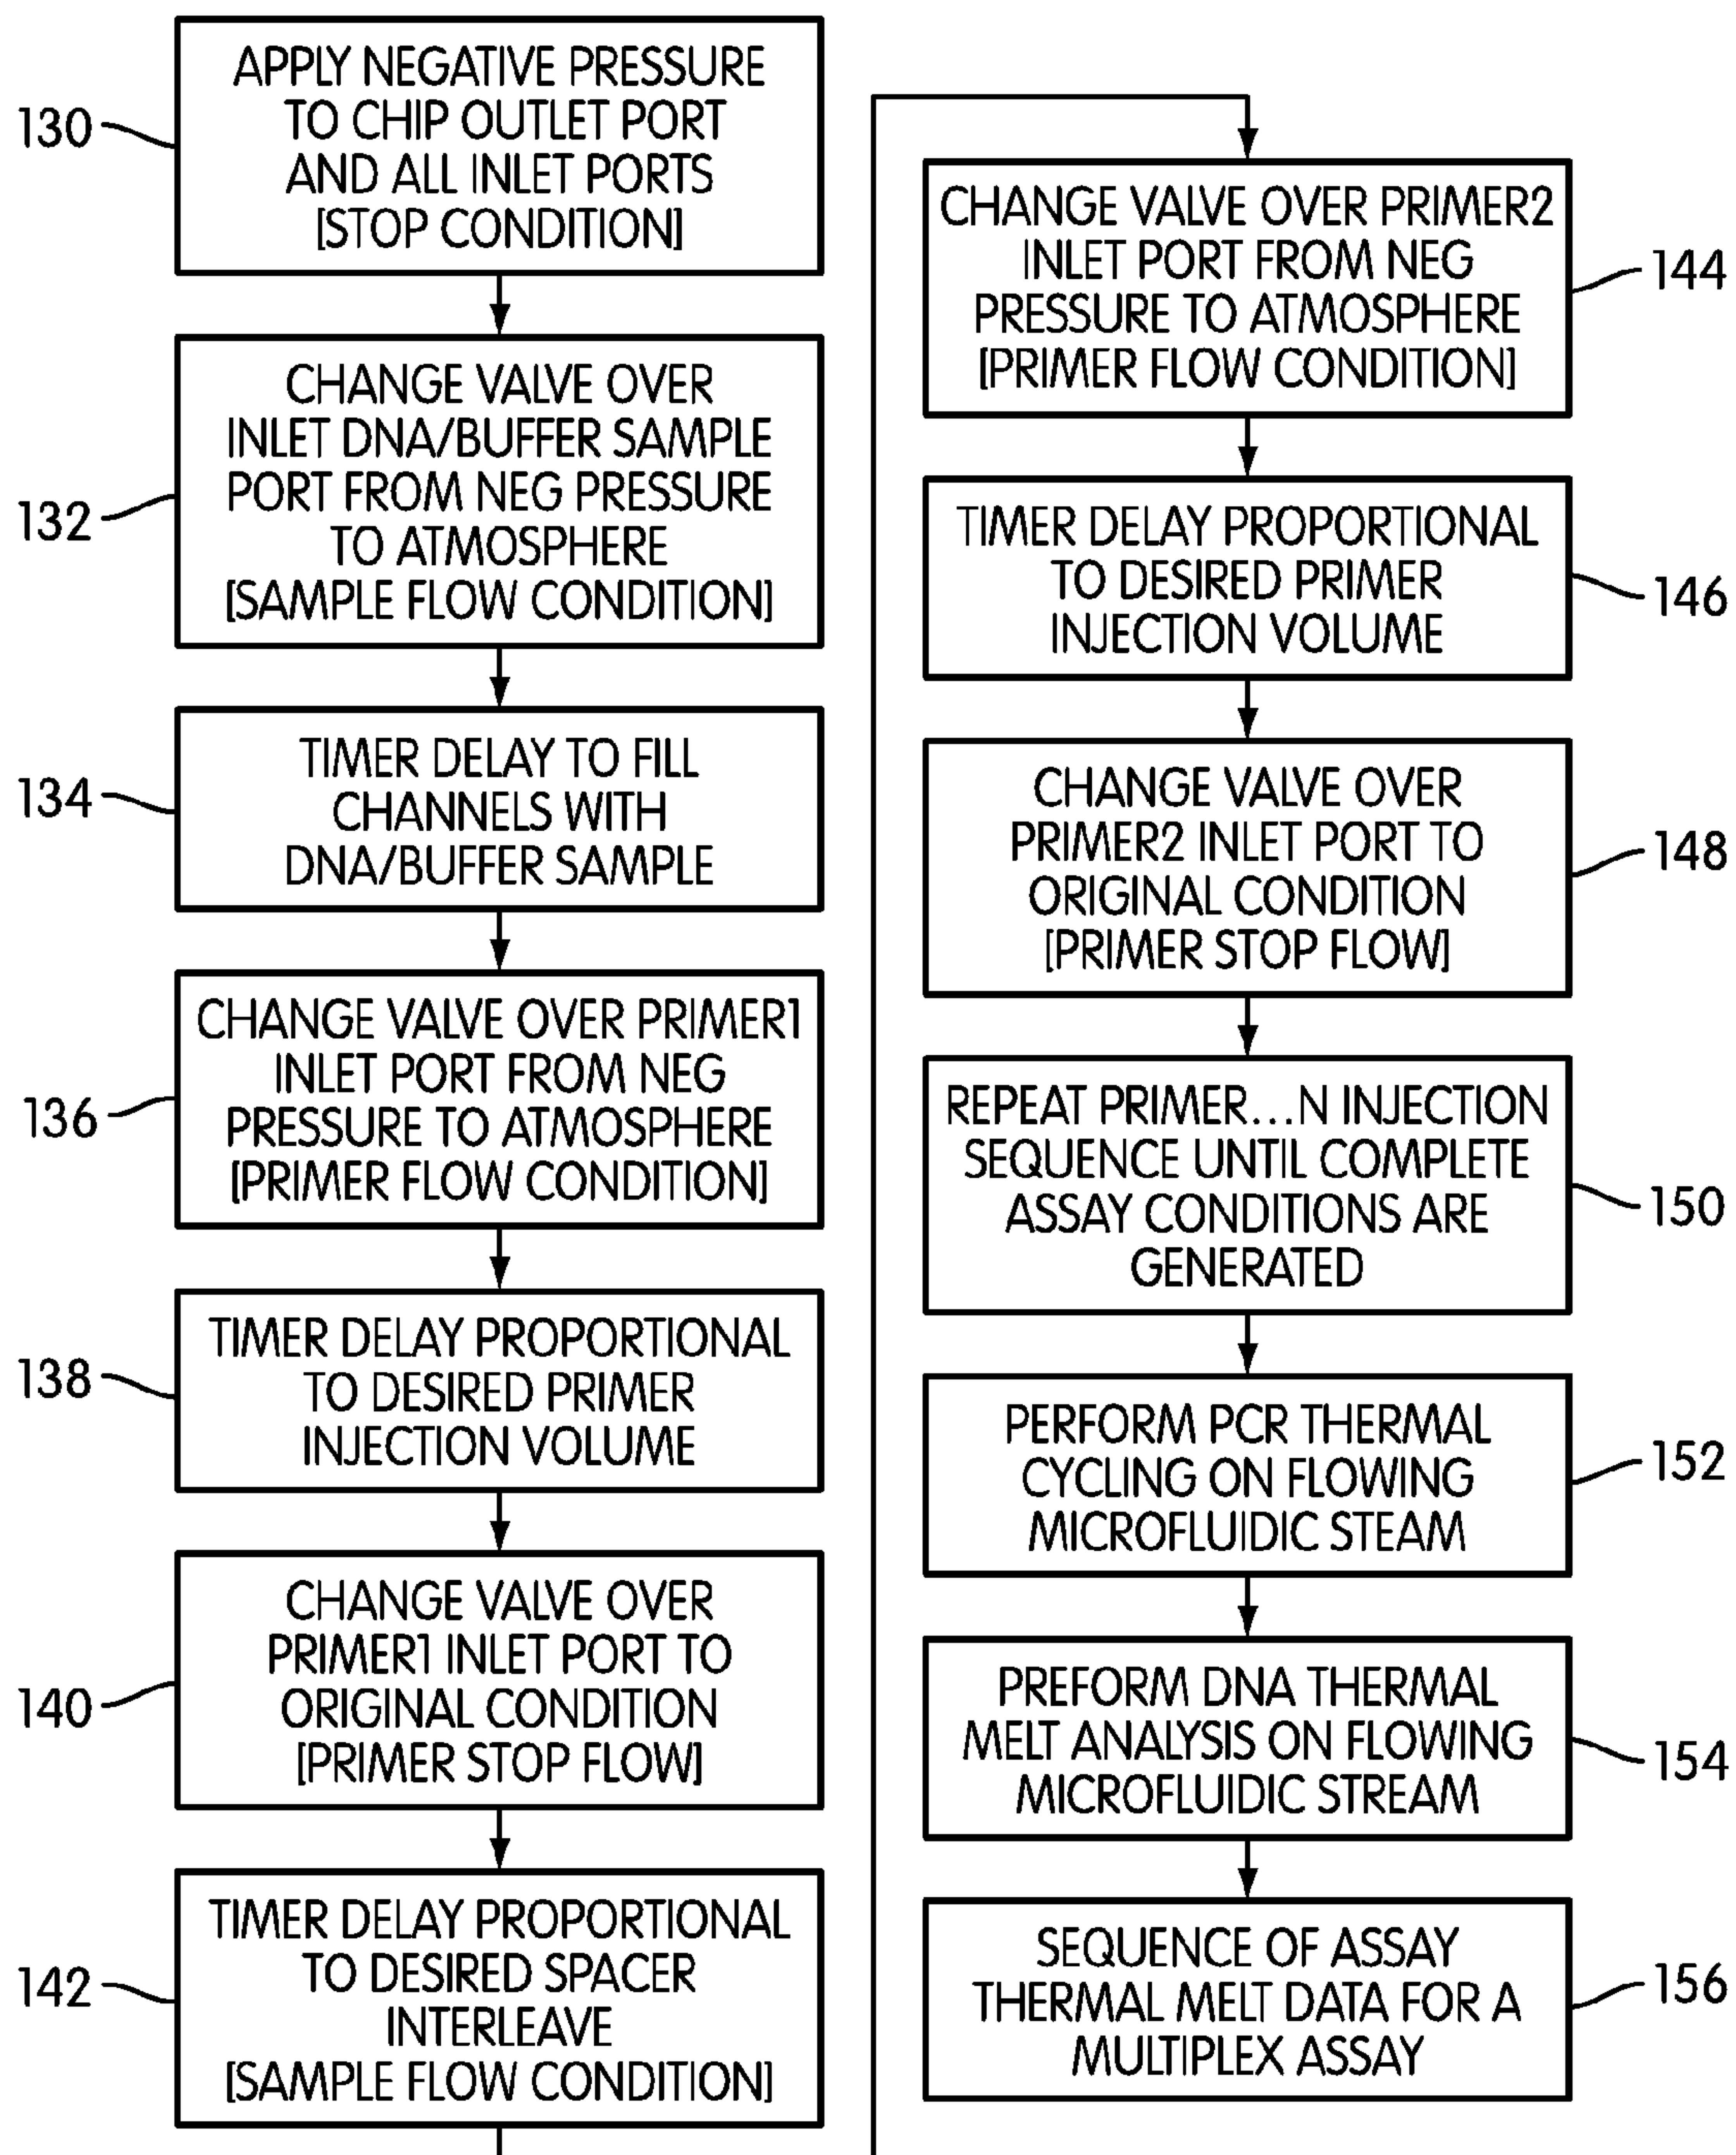 130
APPLY NEGATIVE PRESSURE
TO CHIP OUTLET PORT
AND ALL INLET PORTS
[STOP CONDITION]
132
CHANGE VALVE OVER
INLET DNA/BUFFER SAMPLE
PORT FROM NEG PRESSURE
TO ATMOSPHERE
[SAMPLE FLOW CONDITION]
134
TIMER DELAY TO FILL
CHANNELS WITH
DNA/BUFFER SAMPLE
136
CHANGE VALVE OVER PRIMER1
INLET PORT FROM NEG
PRESSURE TO ATMOSPHERE
[PRIMER FLOW CONDITION]
138
TIMER DELAY PROPORTIONAL
TO DESIRED PRIMER
INJECTION VOLUME
140
CHANGE VALVE OVER
PRIMER1 INLET PORT TO
ORIGINAL CONDITION
[PRIMER STOP FLOW]
142
TIMER DELAY PROPORTIONAL
TO DESIRED SPACER
INTERLEAVE
[SAMPLE FLOW CONDITION]
CHANGE VALVE OVER PRIMER2
INLET PORT FROM NEG
PRESSURE TO ATMOSPHERE
[PRIMER FLOW CONDITION]
144
TIMER DELAY PROPORTIONAL
TO DESIRED PRIMER
INJECTION VOLUME
146
CHANGE VALVE OVER
PRIMER2 INLET PORT TO
ORIGINAL CONDITION
[PRIMER STOP FLOW]
148
REPEAT PRIMER...N INJECTION
SEQUENCE UNTIL COMPLETE
ASSAY CONDITIONS ARE
GENERATED
150
PERFORM PCR THERMAL
CYCLING ON FLOWING
MICROFLUIDIC STEAM
152
PREFORM DNA THERMAL
MELT ANALYSIS ON FLOWING
MICROFLUIDIC STREAM
154
SEQUENCE OF ASSAY
THERMAL MELT DATA FOR A
MULTIPLEX ASSAY
156